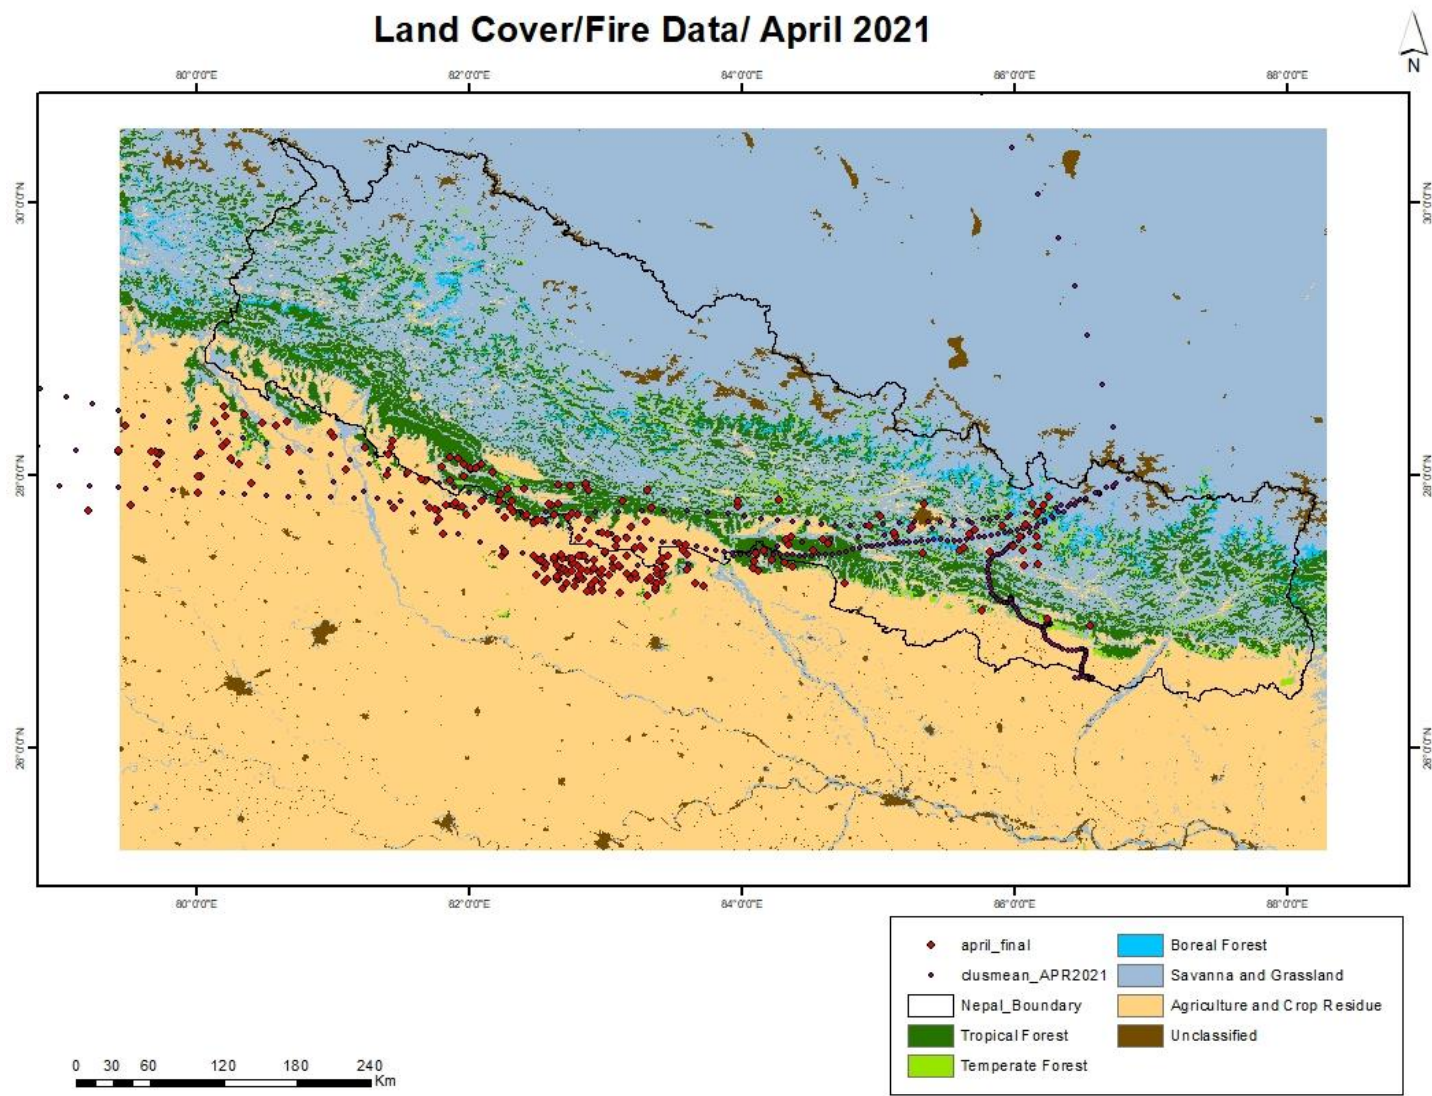 Land Cover/Fire Data/ April 2021
N
80°0'0"E 82°0'0"E 84°0'0"E 86°0'0"E 88°0'0"E
30°0'0"N 30°0'0"N
28°0'0"N 28°0'0"N
26°0'0"N 26°0'0"N
80°0'0"E 82°0'0"E 84°0'0"E 86°0'0"E 88°0'0"E
april_final
clusmean_APR2021
Nepal_Boundary
Tropical Forest
Temperate Forest
Boreal Forest
Savanna and Grassland
Agriculture and Crop Residue
Unclassified
0 30 60 120 180 240
Km